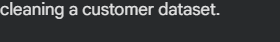 cleaning a customer dataset.